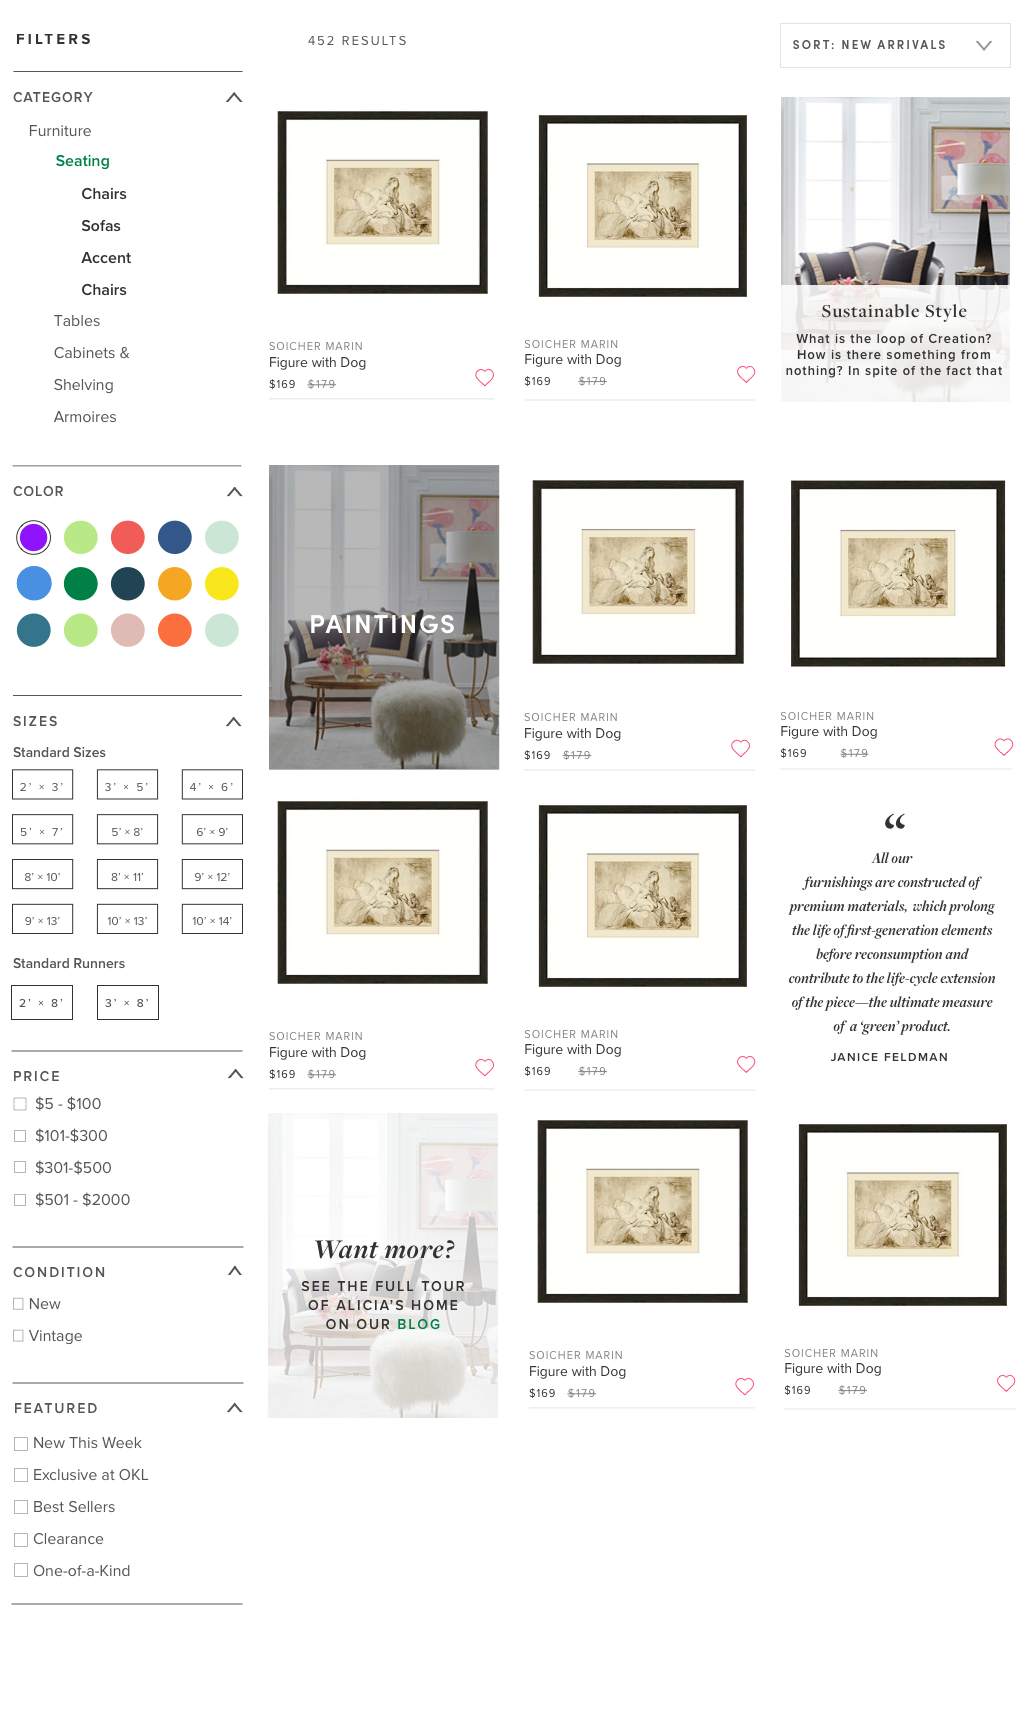 FILTERS
452 RESULTS
SORT: NEW ARRIVALS
CATEGORY
Furniture
Seating
Chairs
Sofas
Accent
Chairs
Tables
Cabinets &
Shelving
Armoires
COLOR
SIZES
Standard Sizes
2’ × 3’
3’ × 5’
4’ × 6’
5’ × 7’
5’ × 8’
6’ × 9’
8’ × 10’
8’ × 11’
9’ × 12’
9’ × 13’
10’ × 13’
10’ × 14’
Standard Runners
2’ × 8’
3’ × 8’
PRICE
$5 - $100
$101-$300
$301-$500
$501 - $2000
CONDITION
New
Vintage
FEATURED
New This Week
Exclusive at OKL
Best Sellers
Clearance
One-of-a-Kind
SOICHER MARIN
Figure with Dog
$169 $179
SOICHER MARIN
Figure with Dog
$169 $179
Sustainable Style
What is the loop of Creation?
How is there something from
nothing? In spite of the fact that
PAINTINGS
SOICHER MARIN
Figure with Dog
$169 $179
SOICHER MARIN
Figure with Dog
$169 $179
SOICHER MARIN
Figure with Dog
$169 $179
SOICHER MARIN
Figure with Dog
$169 $179
“
All our
furnishings are constructed of
premium materials, which prolong
the life of first-generation elements
before reconsumption and
contribute to the life-cycle extension
of the piece—the ultimate measure
of a ‘green’ product.
JANICE FELDMAN
Want more?
SEE THE FULL TOUR
OF ALICIA’S HOME
ON OUR BLOG
SOICHER MARIN
Figure with Dog
$169 $179
SOICHER MARIN
Figure with Dog
$169 $179